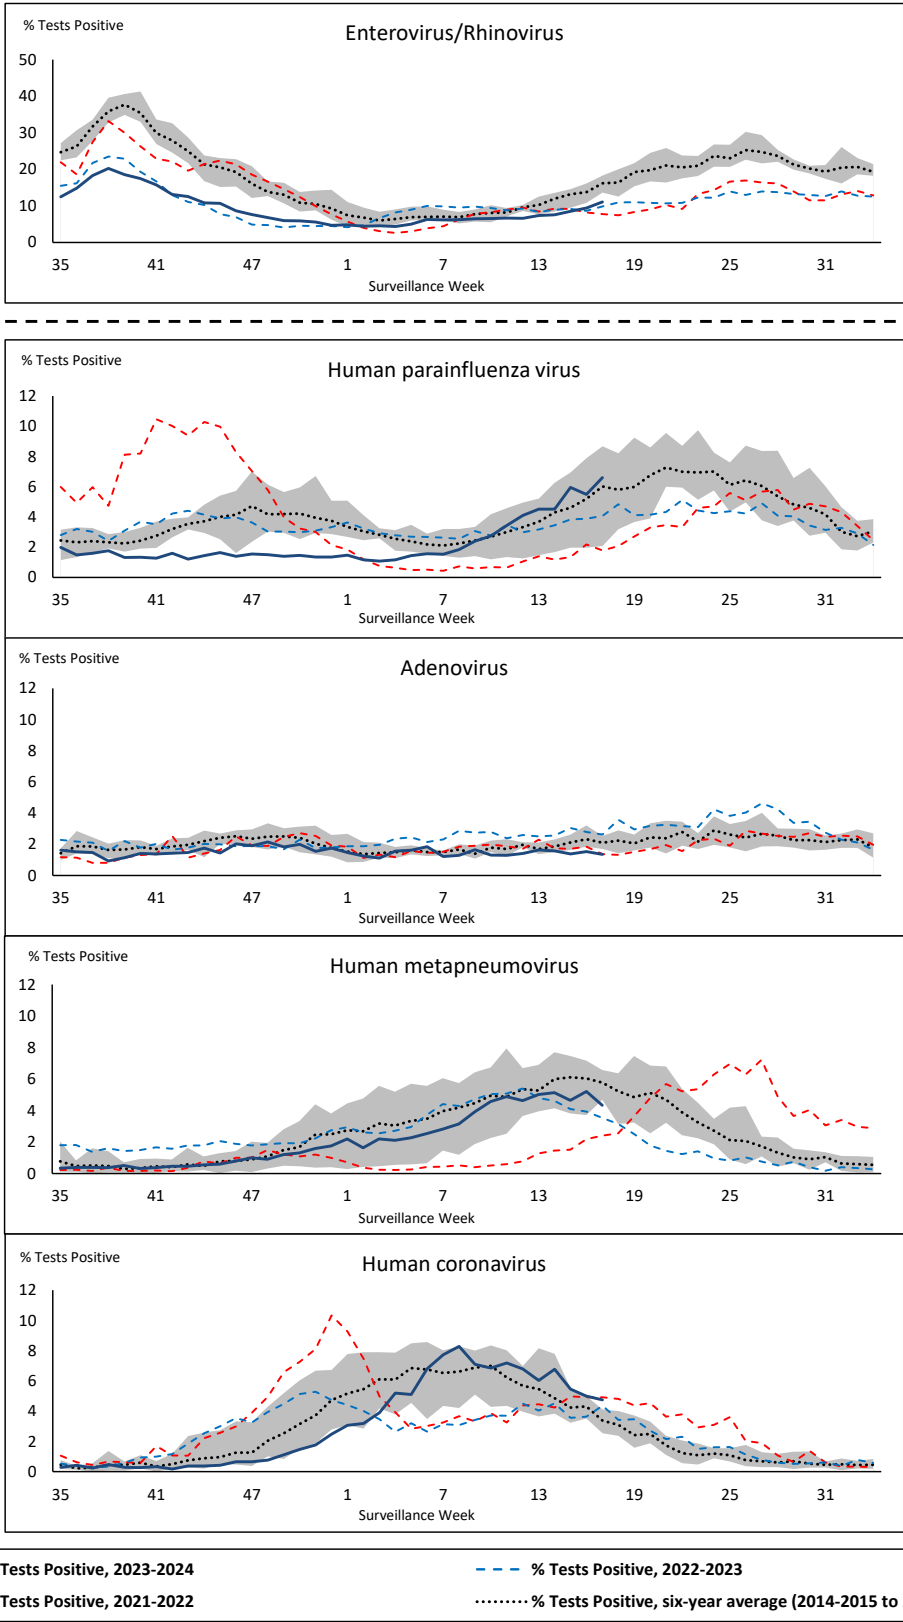 % Tests Positive
Enterovirus/Rhinovirus
50
40
30
20
10
0
35 41 47 1 7 13 19 25 31
Surveillance Week
% Tests Positive
Human parainfluenza virus
12
10
8
6
4
2
0
35 41 47 1 7 13 19 25 31
Surveillance Week
% Tests Positive
Adenovirus
12
10
8
6
4
2
0
35 41 47 1 7 13 19 25 31
Surveillance Week
% Tests Positive
Human metapneumovirus
12
10
8
6
4
2
0
35 41 47 1 7 13 19 25 31
Surveillance Week
% Tests Positive
Human coronavirus
12
10
8
6
4
2
0
35 41 47 1 7 13 19 25 31
Surveillance Week
Tests Positive, 2023-2024 % Tests Positive, 2022-2023
Tests Positive, 2021-2022 % Tests Positive, six-year average (2014-2015 to